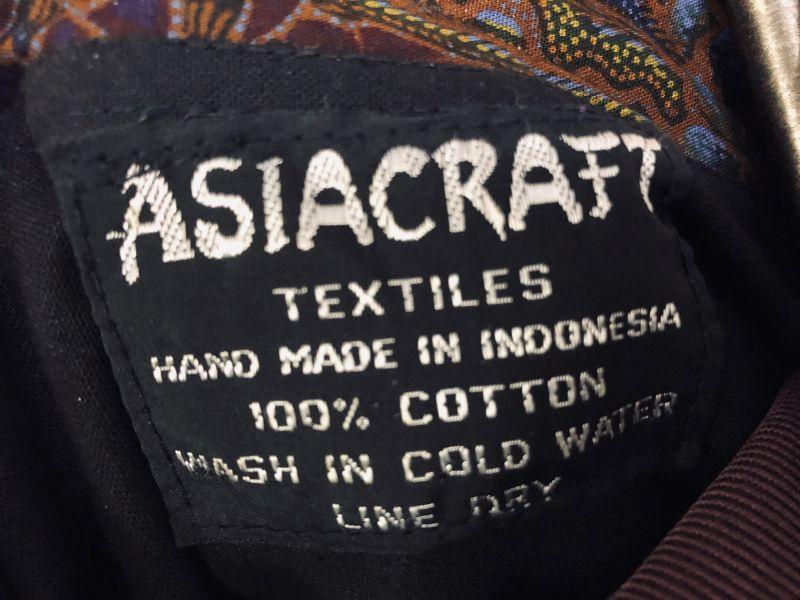 ASIACRAFT
TEXTILES
HAND MADE IN INDONESIA
100% COTTON
WASH IN COLD WATER
LINE DRY